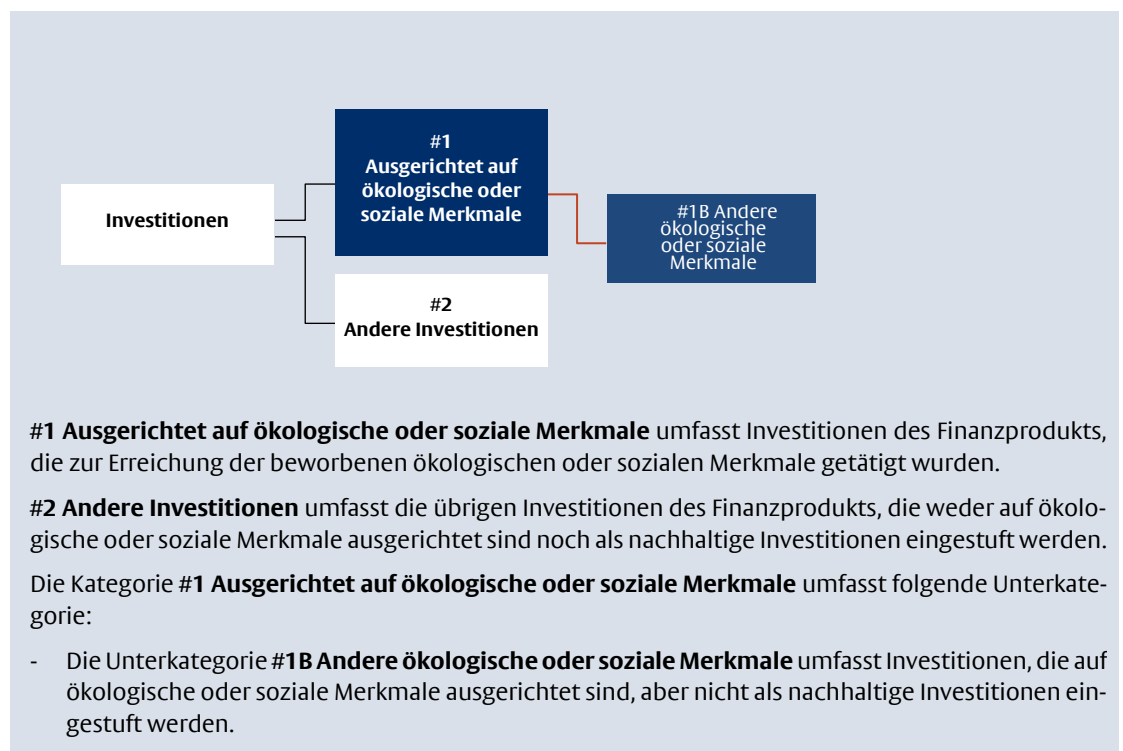 #1
Ausgerichtet auf
ökologische oder
soziale Merkmale
Investitionen
#1B Andere
ökologische
oder soziale
Merkmale
#2
Andere Investitionen
#1 Ausgerichtet auf ökologische oder soziale Merkmale umfasst Investitionen des Finanzprodukts,
die zur Erreichung der beworbenen ökologischen oder sozialen Merkmale getätigt wurden.
#2 Andere Investitionen umfasst die übrigen Investitionen des Finanzprodukts, die weder auf ökolo-
gische oder soziale Merkmale ausgerichtet sind noch als nachhaltige Investitionen eingestuft werden.
Die Kategorie #1 Ausgerichtet auf ökologische oder soziale Merkmale umfasst folgende Unterkate-
gorie:
- Die Unterkategorie #1B Andere ökologische oder soziale Merkmale umfasst Investitionen, die auf
ökologische oder soziale Merkmale ausgerichtet sind, aber nicht als nachhaltige Investitionen ein-
gestuft werden.